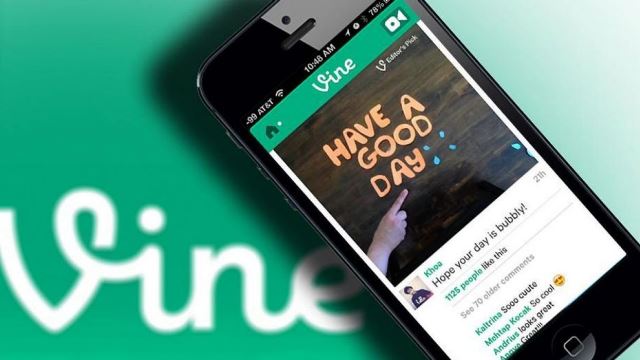 Vine
-99 AT&T
10:48 AM
78%
Vine
Editor's Pick
HAVE A
GOOD
DAY
21h
Khoa
Hope your day is bubbly!
1125 people like this
See 70 older comments
Kaltrina Sooo cuute
Mehtap Kocak So cool 😍
Andrius looks great